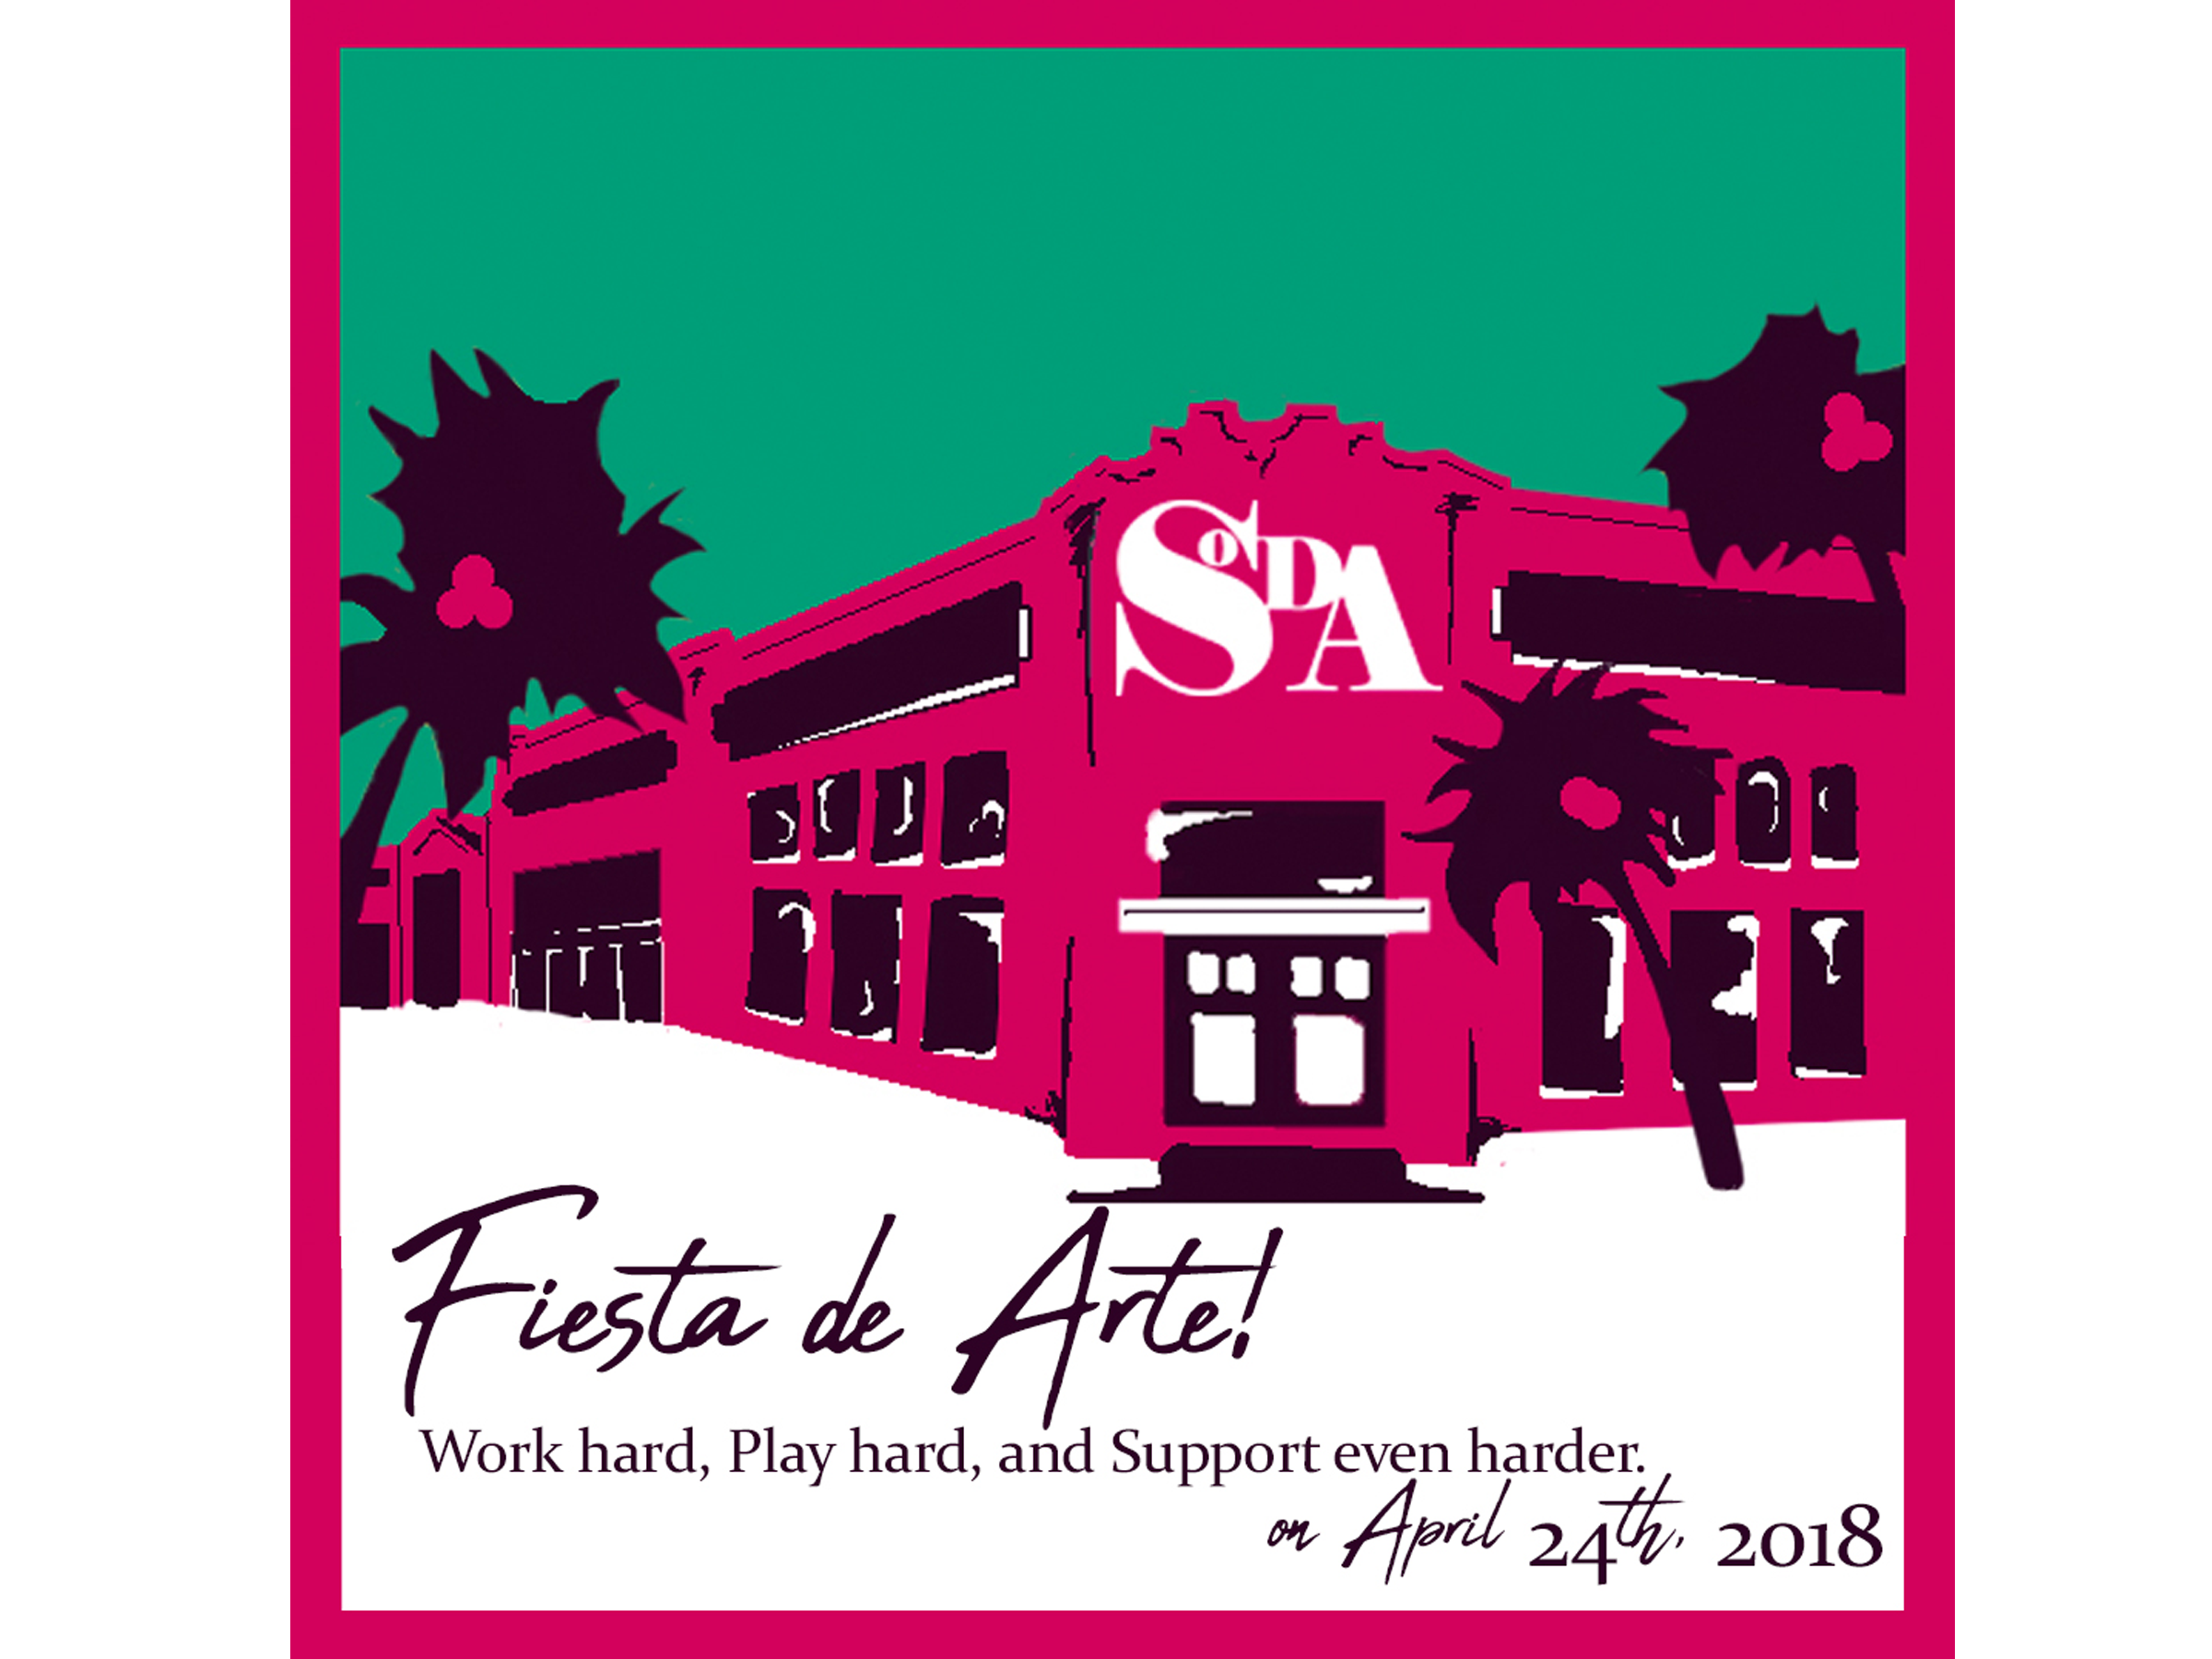 SoDA
Fiesta de Arte!
Work hard, Play hard, and Support even harder.
on April 24th, 2018